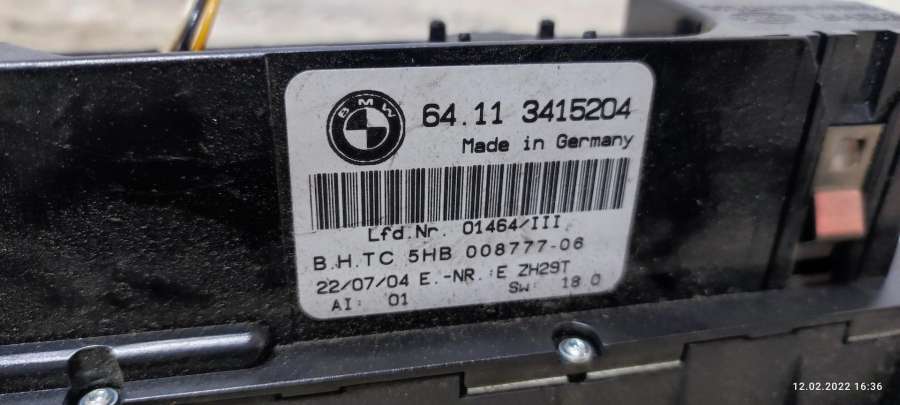 BMW
64.11 3415204
Made in Germany
Lfd.Nr. 01464/III
B.H.TC 5HB 008777-06
22/07/04 E.-NR.:E ZH29T
AI: 01 SW: 18.0
12.02.2022 16:36